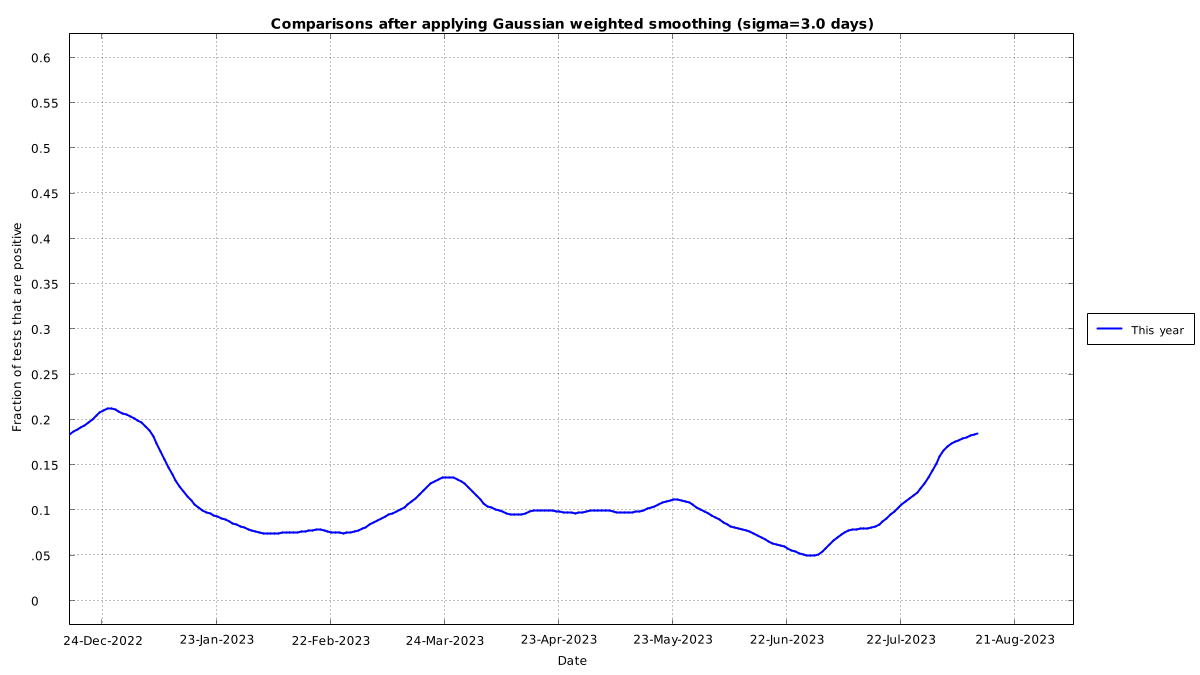 Comparisons after applying Gaussian weighted smoothing (sigma=3.0 days)
0.6
0.55
0.5
0.45
0.4
0.35
0.3
0.25
0.2
0.15
0.1
.05
0
Fraction of tests that are positive
This year
24-Dec-2022 23-Jan-2023 22-Feb-2023 24-Mar-2023 23-Apr-2023 23-May-2023 22-Jun-2023 22-Jul-2023 21-Aug-2023
Date